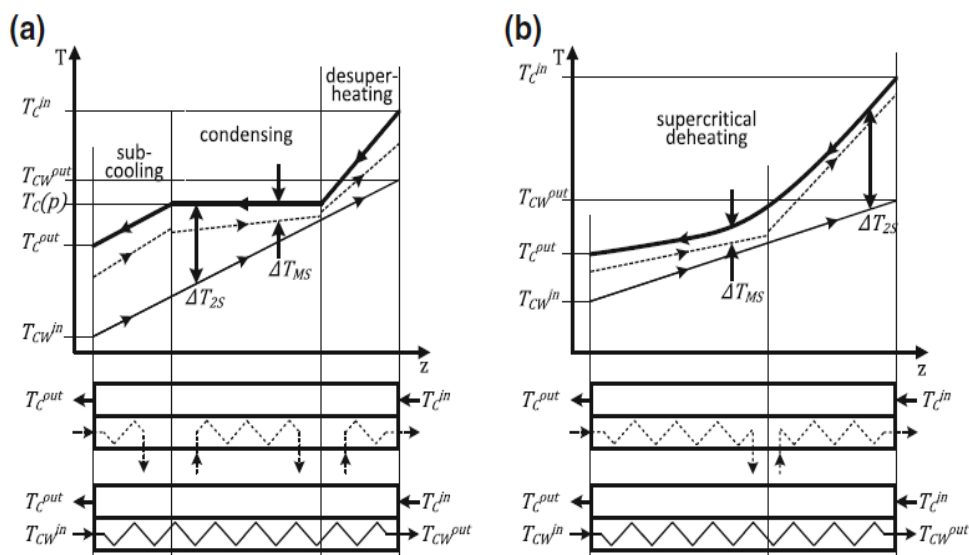 (a)
T
desuper-
heating
T_C^in
condensing
sub-
cooling
T_CW^out
T_C(p)
T_C^out
ΔT_MS
ΔT_2S
T_CW^in
z
T_C^out
T_C^in
T_C^out
T_C^in
T_CW^in
T_CW^out
(b)
T
T_C^in
supercritical
deheating
T_CW^out
ΔT_2S
T_C^out
ΔT_MS
T_CW^in
z
T_C^out
T_C^in
T_C^out
T_C^in
T_CW^in
T_CW^out